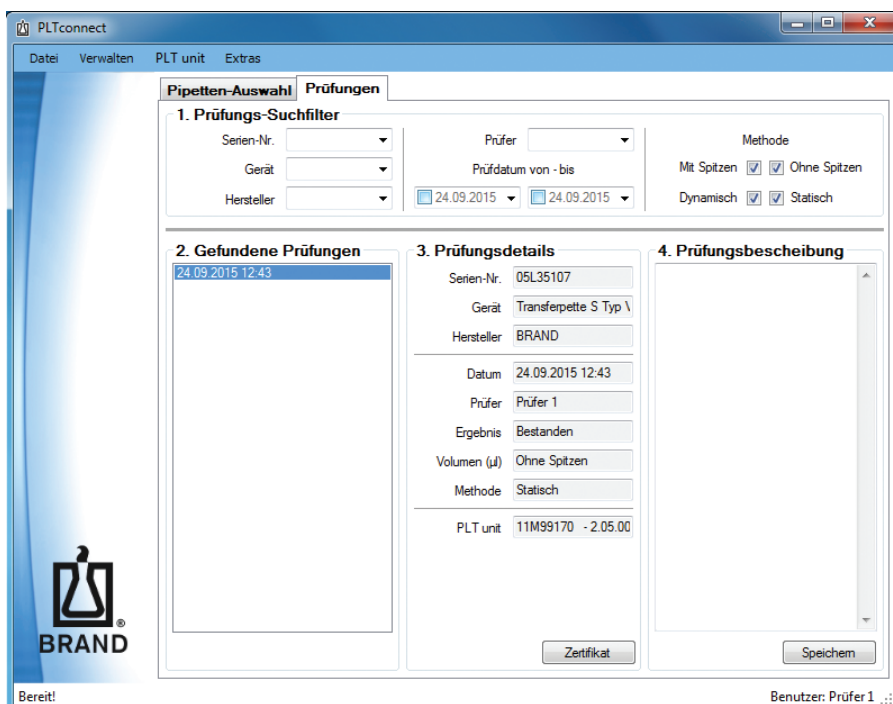 PLTconnect
Datei Verwalten PLT unit Extras
Pipetten-Auswahl Prüfungen
1. Prüfungs-Suchfilter
Serien-Nr. Prüfer Methode
Gerät Prüfdatum von - bis Mit Spitzen Ohne Spitzen
Hersteller 24.09.2015 24.09.2015 Dynamisch Statisch
2. Gefundene Prüfungen
24.09.2015 12:43
3. Prüfungsdetails
Serien-Nr. 05L35107
Gerät Transferpette S Typ \
Hersteller BRAND
Datum 24.09.2015 12:43
Prüfer Prüfer 1
Ergebnis Bestanden
Volumen (µl) Ohne Spitzen
Methode Statisch
PLT unit 11M99170 - 2.05.00
Zertifikat
4. Prüfungsbescheibung
Speichern
BRAND®
Bereit! Benutzer: Prüfer 1